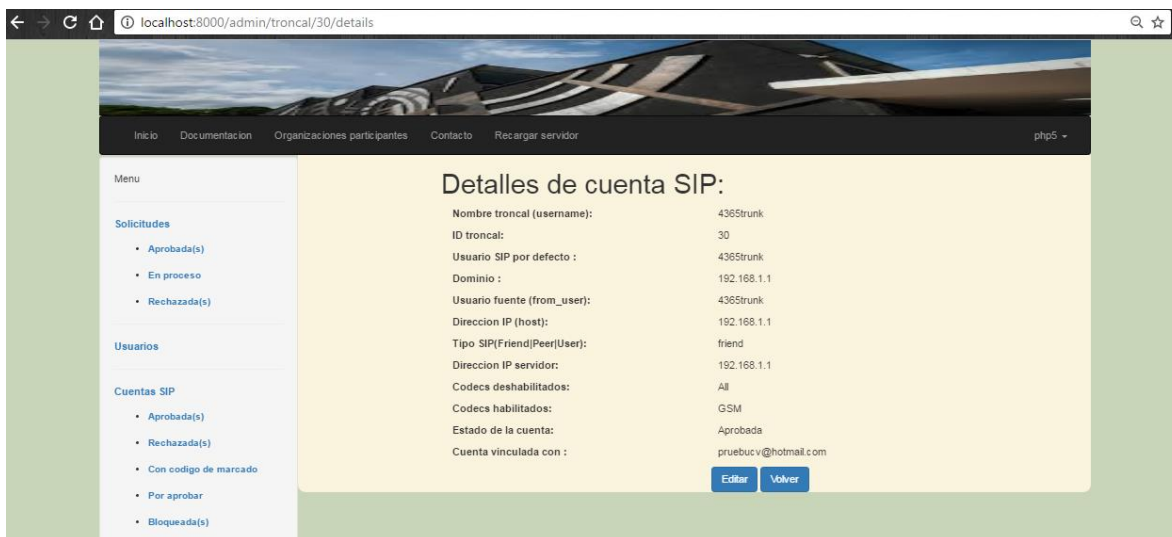 localhost:8000/admin/troncal/30/details
Inicio Documentacion Organizaciones participantes Contacto Recargar servidor php5
Menu
Solicitudes
Aprobada(s)
En proceso
Rechazada(s)
Usuarios
Cuentas SIP
Aprobada(s)
Rechazada(s)
Con codigo de marcado
Por aprobar
Bloqueada(s)
Detalles de cuenta SIP:
Nombre troncal (username): 4365trunk
ID troncal: 30
Usuario SIP por defecto : 4365trunk
Dominio : 192.168.1.1
Usuario fuente (from_user): 4365trunk
Direccion IP (host): 192.168.1.1
Tipo SIP(Friend|Peer|User): friend
Direccion IP servidor: 192.168.1.1
Codecs deshabilitados: All
Codecs habilitados: GSM
Estado de la cuenta: Aprobada
Cuenta vinculada con : pruebucv@hotmail.com
Editar Volver